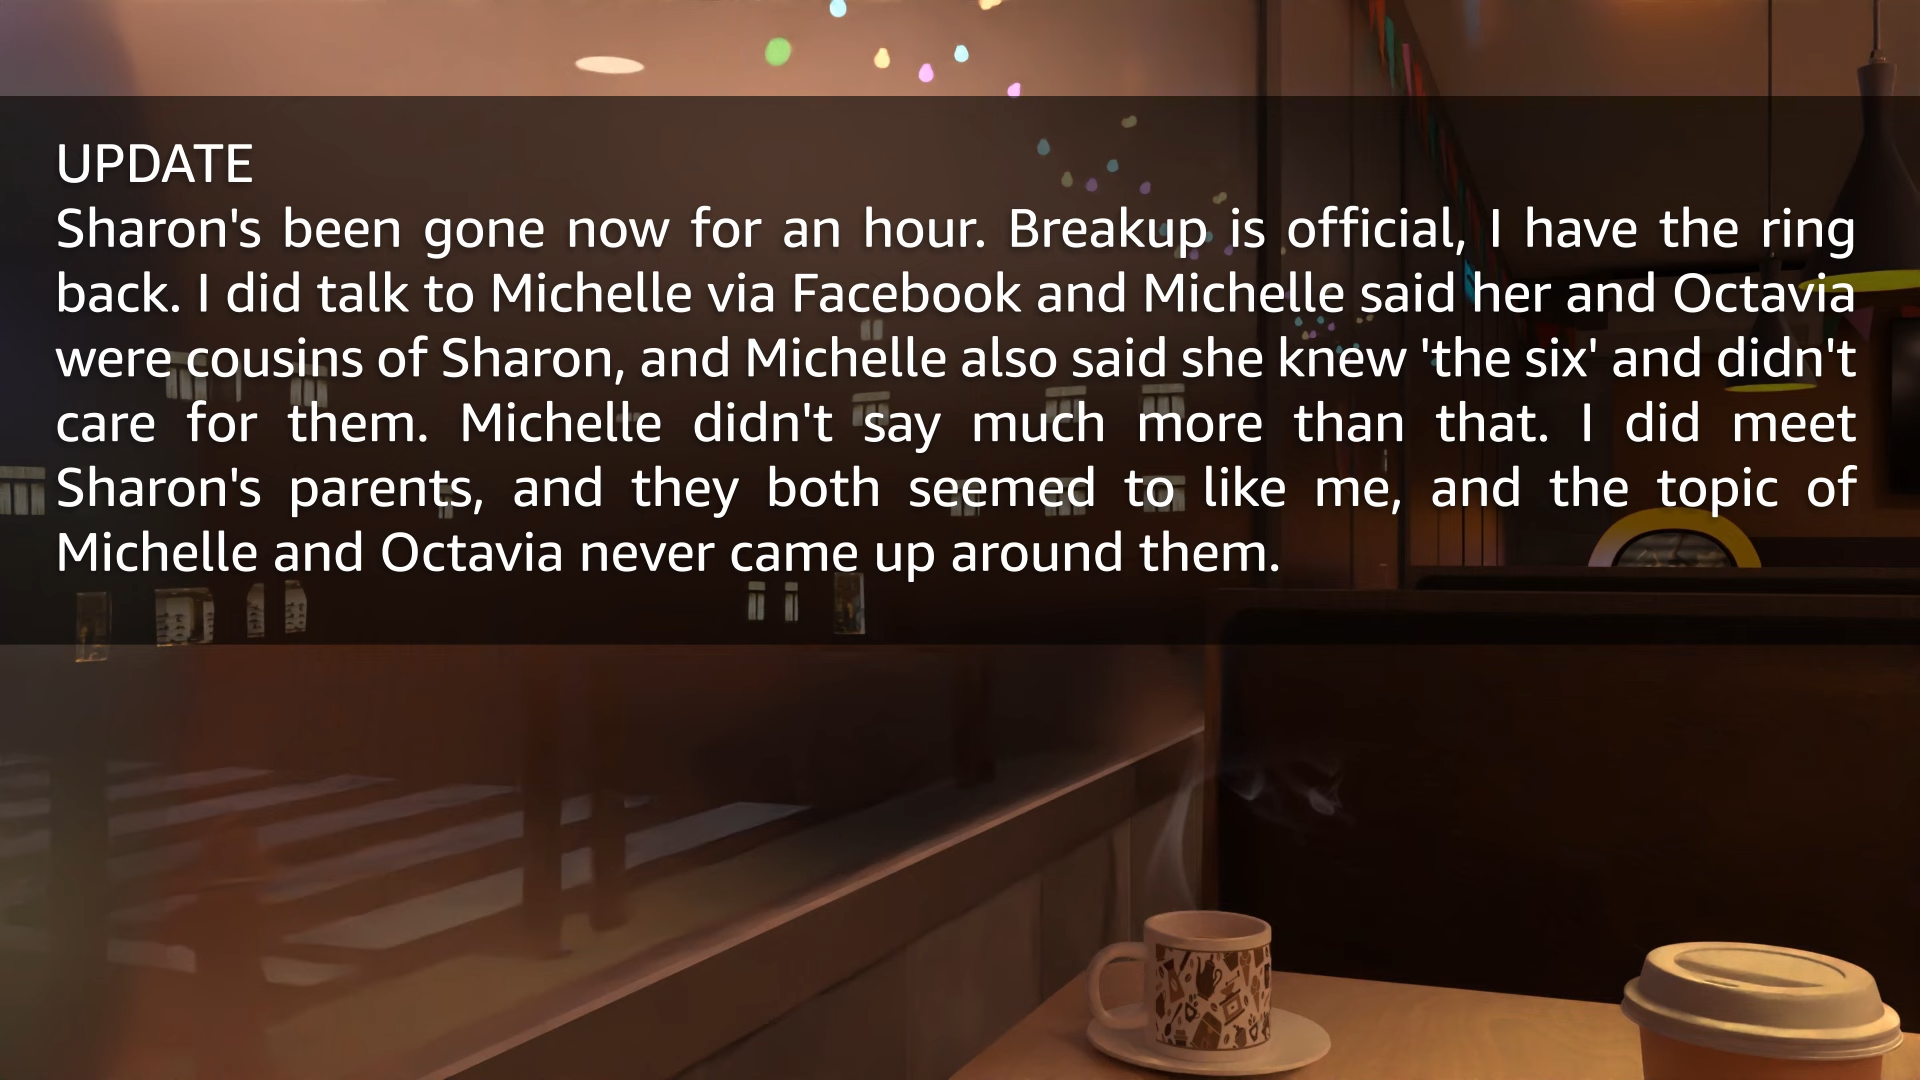 UPDATE
Sharon's been gone now for an hour. Breakup is official, I have the ring
back. I did talk to Michelle via Facebook and Michelle said her and Octavia
were cousins of Sharon, and Michelle also said she knew 'the six' and didn't
care for them. Michelle didn't say much more than that. I did meet
Sharon's parents, and they both seemed to like me, and the topic of
Michelle and Octavia never came up around them.